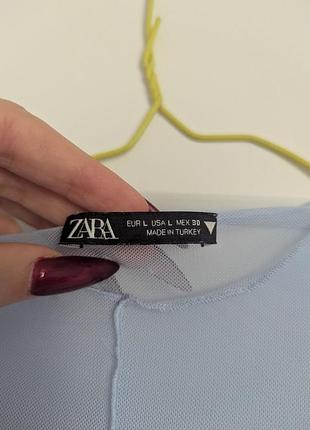 ZARA
EUR L USA L MEX 30
MADE IN TURKEY